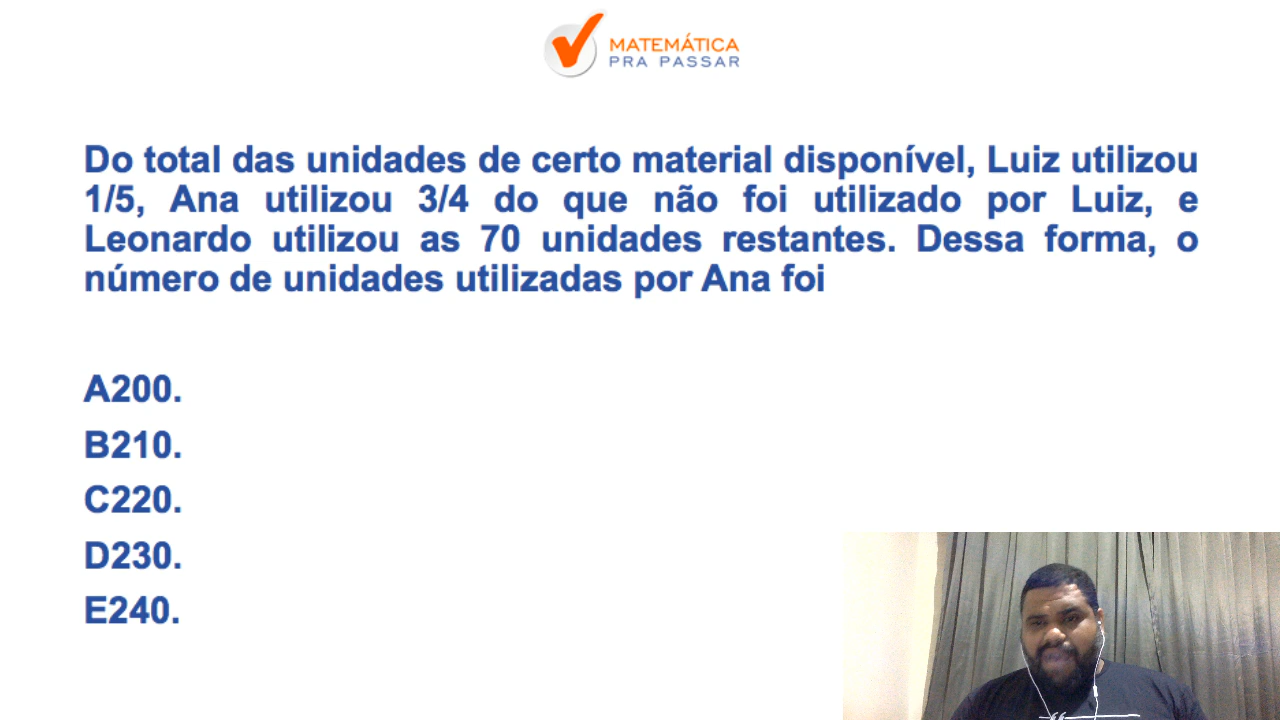 MATEMÁTICA
PRA PASSAR
Do total das unidades de certo material disponível, Luiz utilizou
1/5, Ana utilizou 3/4 do que não foi utilizado por Luiz, e
Leonardo utilizou as 70 unidades restantes. Dessa forma, o
número de unidades utilizadas por Ana foi
A200.
B210.
C220.
D230.
E240.